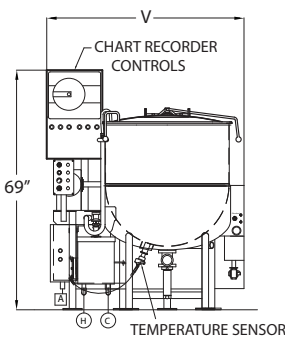 V
CHART RECORDER
CONTROLS
69”
A
H
C
TEMPERATURE SENSOR